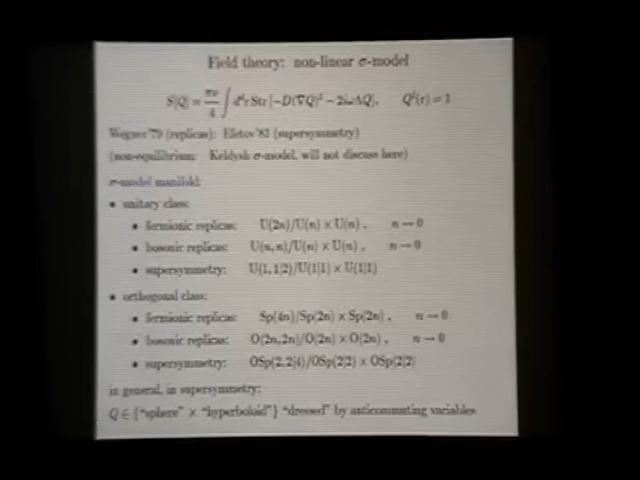 Field theory: non-linear σ-model
S[Q] = πν/4 ∫ d^d r Str [−D(∇Q)² − 2iωΛQ], Q²(r) = 1
Wegner'79 (replicas); Efetov'83 (supersymmetry)
(non-equilibrium: Keldysh σ-model, will not discuss here)
σ-model manifold:
• unitary class:
• fermionic replicas: U(2n)/U(n) × U(n) , n → 0
• bosonic replicas: U(n, n)/U(n) × U(n) , n → 0
• supersymmetry: U(1, 1|2)/U(1|1) × U(1|1)
• orthogonal class:
• fermionic replicas: Sp(4n)/Sp(2n) × Sp(2n) , n → 0
• bosonic replicas: O(2n, 2n)/O(2n) × O(2n) , n → 0
• supersymmetry: OSp(2, 2|4)/OSp(2|2) × OSp(2|2)
in general, in supersymmetry:
Q ∈ {"sphere" × "hyperboloid"} "dressed" by anticommuting variables